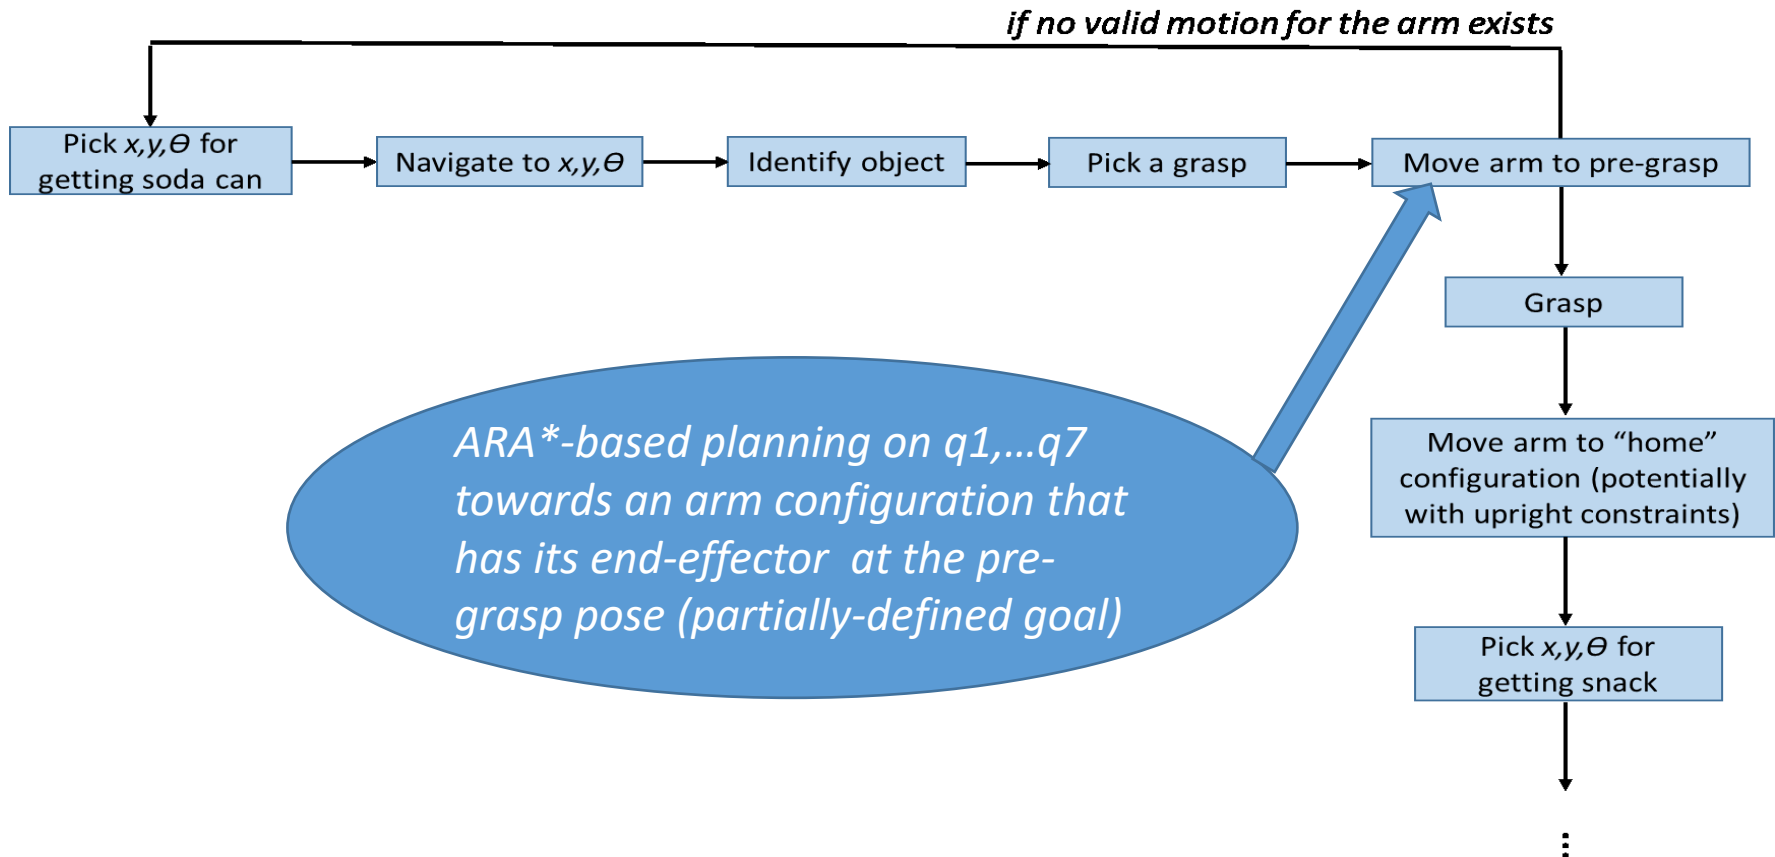 if no valid motion for the arm exists
Pick x,y,ϴ for
getting soda can
Navigate to x,y,ϴ
Identify object
Pick a grasp
Move arm to pre-grasp
Grasp
ARA*-based planning on q1,...q7
towards an arm configuration that
has its end-effector at the pre-
grasp pose (partially-defined goal)
Move arm to “home”
configuration (potentially
with upright constraints)
Pick x,y,ϴ for
getting snack
⋮